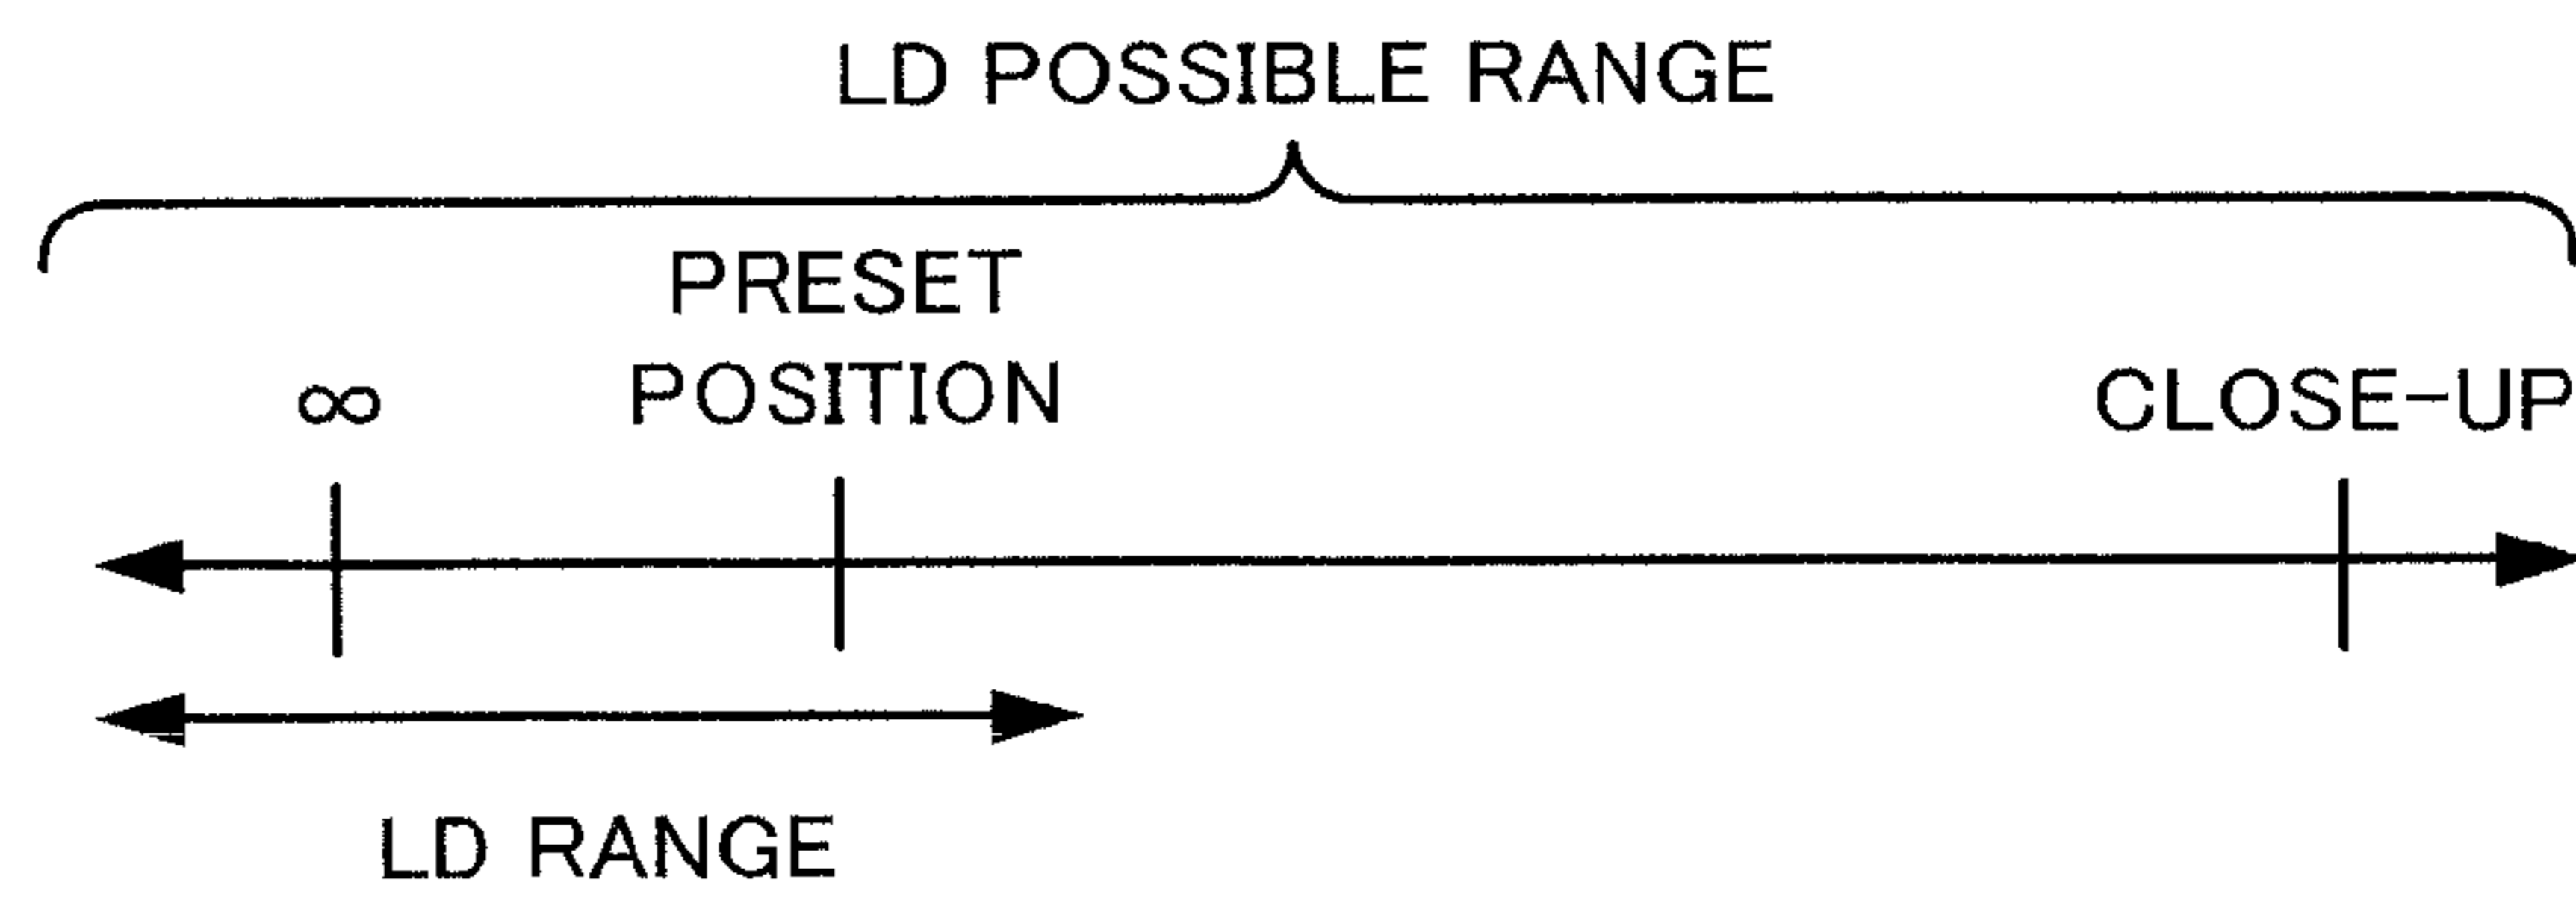 LD POSSIBLE RANGE
PRESET
POSITION
∞
CLOSE-UP
LD RANGE